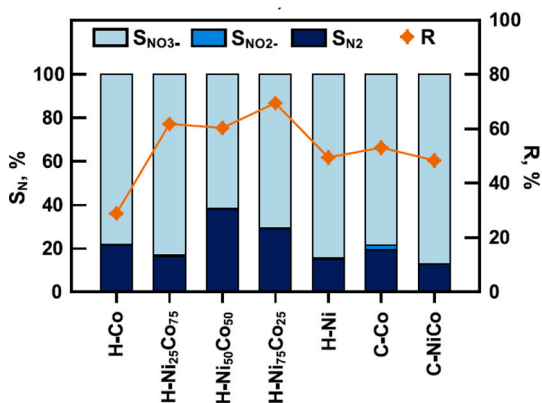 S_NO3- S_NO2- S_N2 R
100 100
80 80
60 60
40 40
20 20
0 0
S_N, %
R, %
H-Co
H-Ni₂₅Co₇₅
H-Ni₅₀Co₅₀
H-Ni₇₅Co₂₅
H-Ni
C-Co
C-NiCo